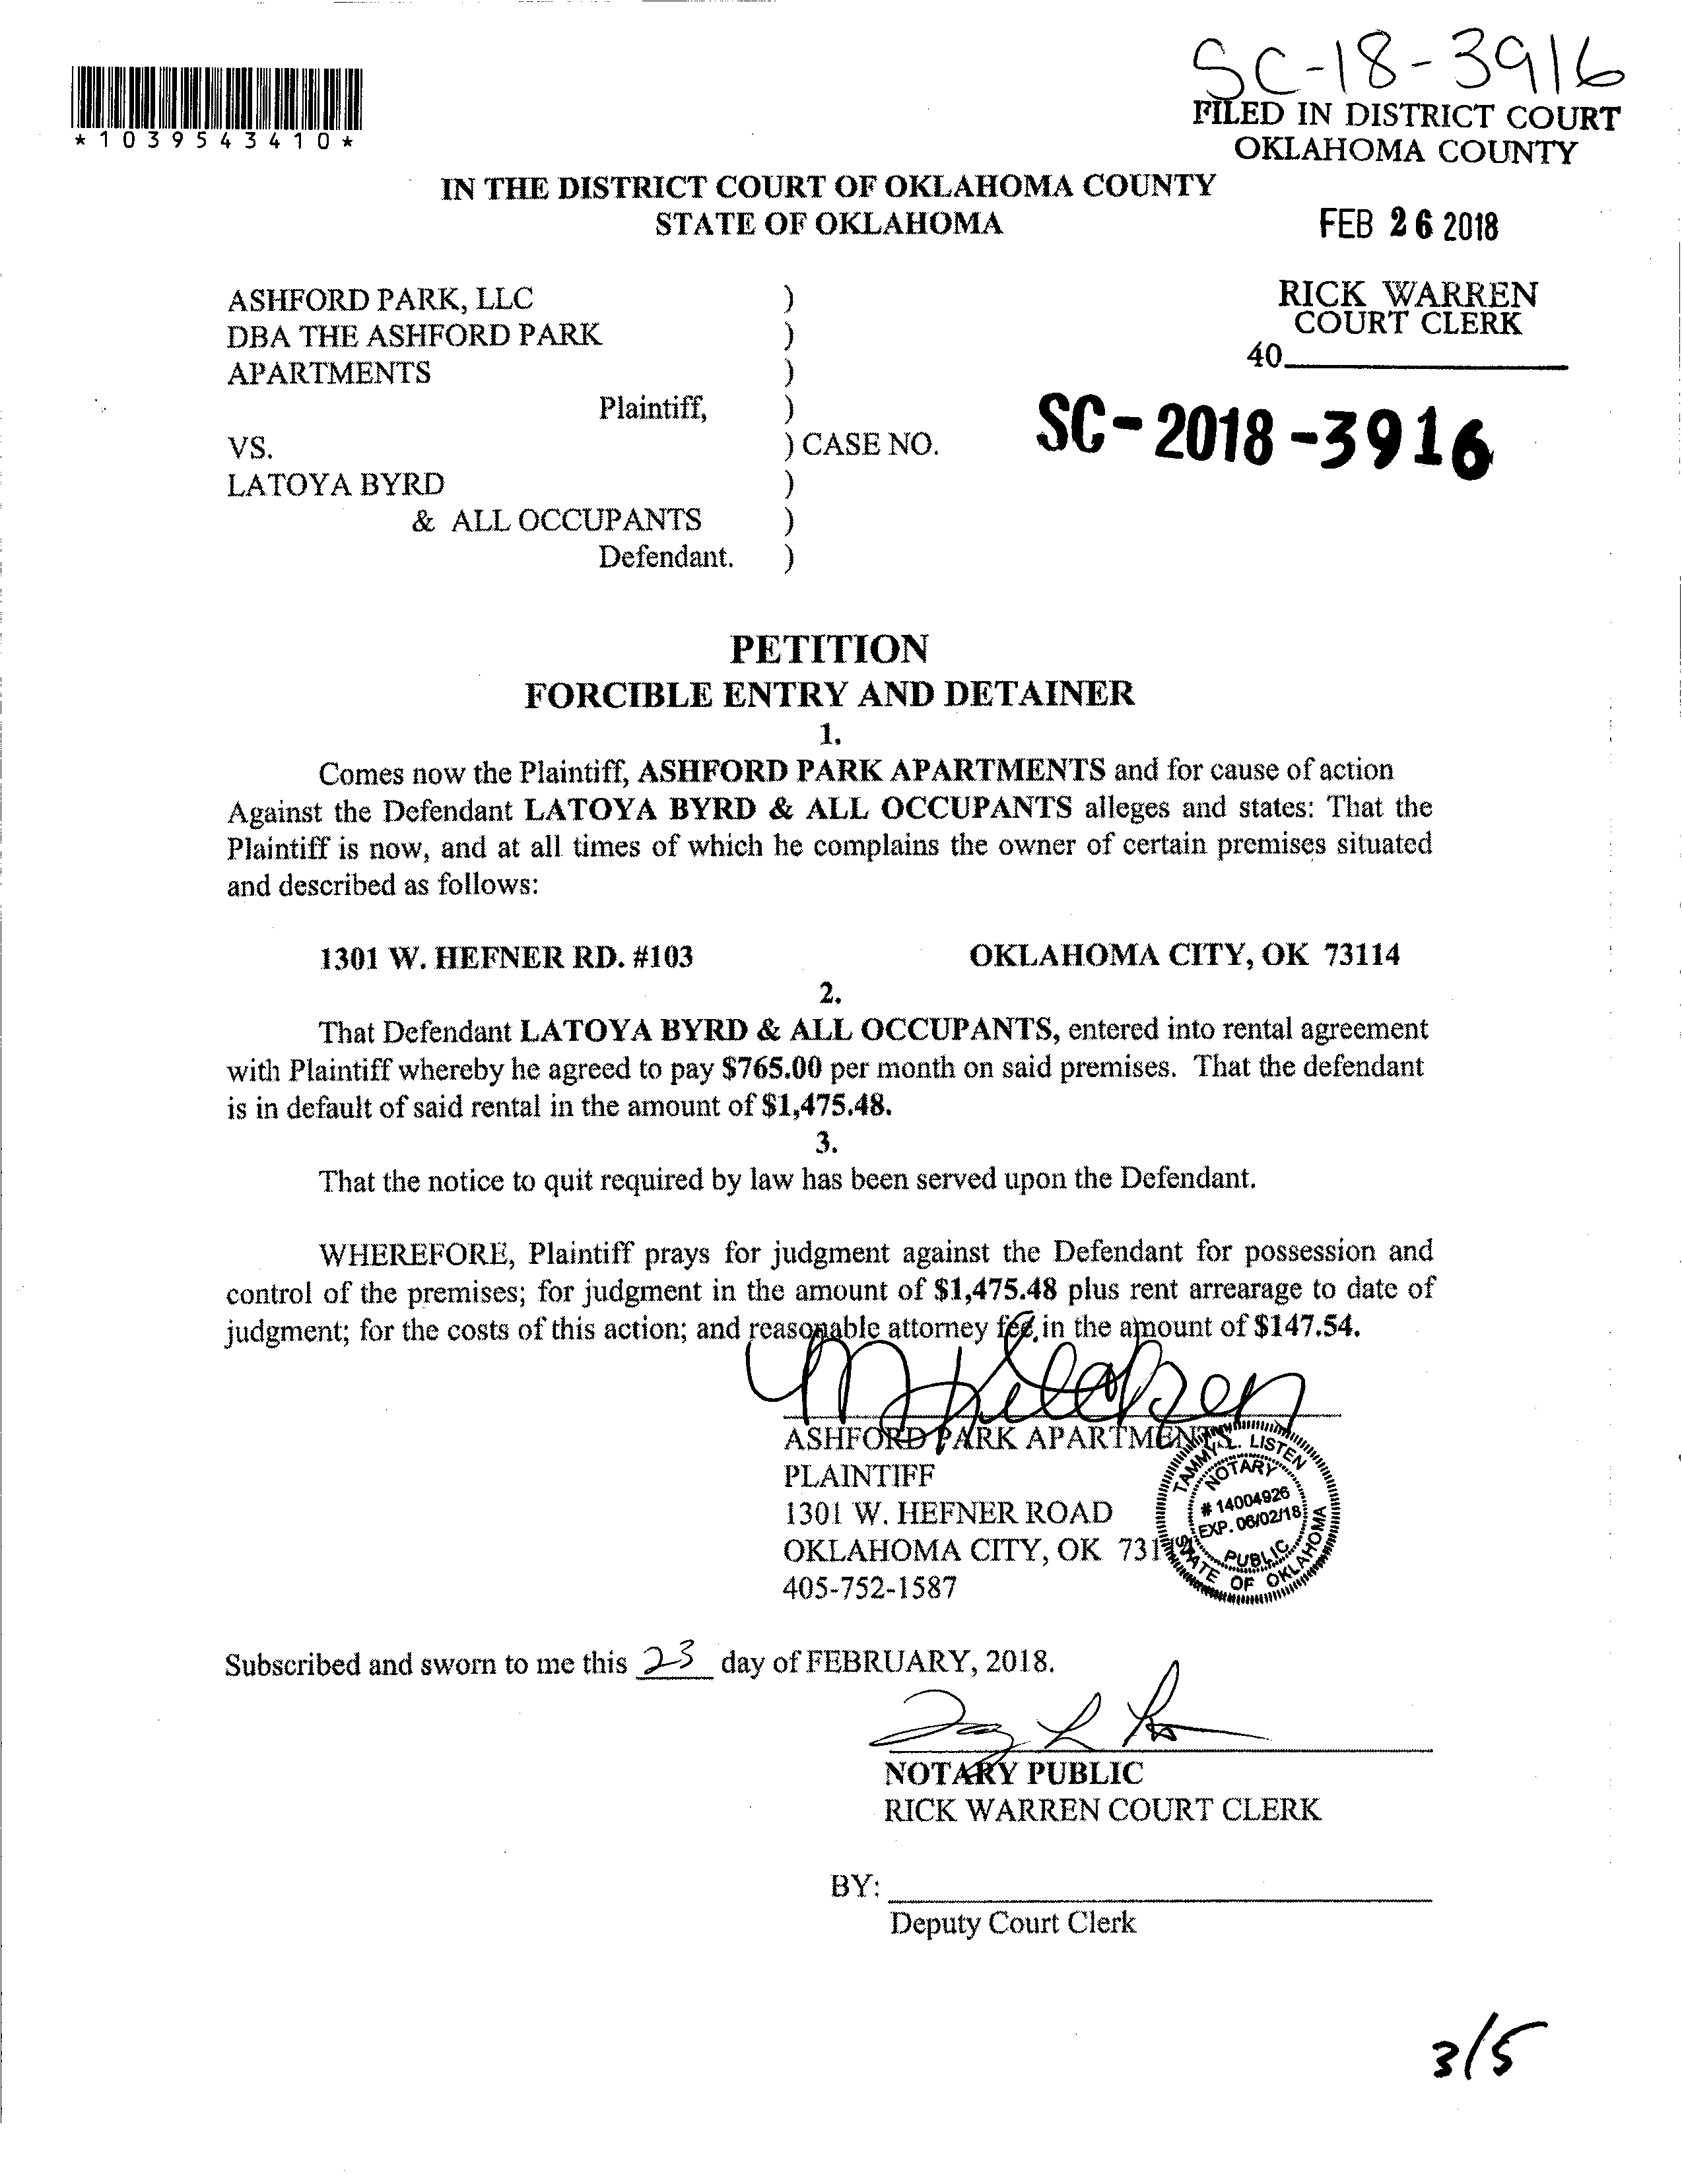 SC-18-3916
*1039543410*
FILED IN DISTRICT COURT
OKLAHOMA COUNTY
IN THE DISTRICT COURT OF OKLAHOMA COUNTY
STATE OF OKLAHOMA
FEB 26 2018
RICK WARREN
COURT CLERK
40
ASHFORD PARK, LLC )
DBA THE ASHFORD PARK )
APARTMENTS )
Plaintiff, )
VS. ) CASE NO. SC-2018-3916
LATOYA BYRD )
& ALL OCCUPANTS )
Defendant. )
PETITION
FORCIBLE ENTRY AND DETAINER
1.
Comes now the Plaintiff, ASHFORD PARK APARTMENTS and for cause of action
Against the Defendant LATOYA BYRD & ALL OCCUPANTS alleges and states: That the
Plaintiff is now, and at all times of which he complains the owner of certain premises situated
and described as follows:
1301 W. HEFNER RD. #103 OKLAHOMA CITY, OK 73114
2.
That Defendant LATOYA BYRD & ALL OCCUPANTS, entered into rental agreement
with Plaintiff whereby he agreed to pay $765.00 per month on said premises. That the defendant
is in default of said rental in the amount of $1,475.48.
3.
That the notice to quit required by law has been served upon the Defendant.
WHEREFORE, Plaintiff prays for judgment against the Defendant for possession and
control of the premises; for judgment in the amount of $1,475.48 plus rent arrearage to date of
judgment; for the costs of this action; and reasonable attorney fee, in the amount of $147.54.
ASHFORD PARK APARTMENTS
PLAINTIFF
1301 W. HEFNER ROAD
OKLAHOMA CITY, OK 731
405-752-1587
TAMMY L. LISTEN
NOTARY
# 14004926
EXP. 06/02/18
PUBLIC
STATE OF OKLAHOMA
Subscribed and sworn to me this 23 day of FEBRUARY, 2018.
NOTARY PUBLIC
RICK WARREN COURT CLERK
BY:
Deputy Court Clerk
3/5